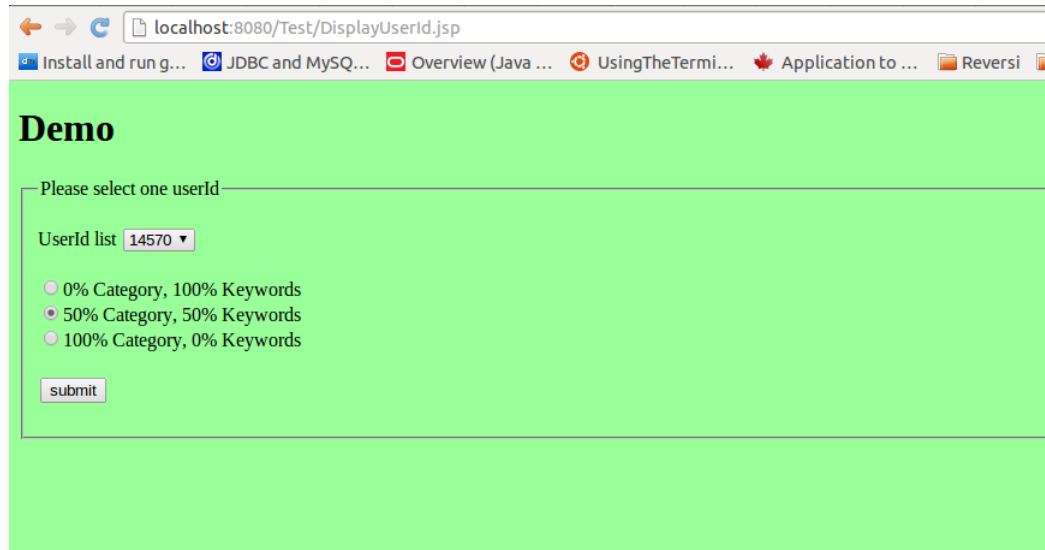 localhost:8080/Test/DisplayUserId.jsp
Install and run g... JDBC and MySQ... Overview (Java ... UsingTheTermi... Application to ... Reversi
Demo
Please select one userId
UserId list 14570
0% Category, 100% Keywords
50% Category, 50% Keywords
100% Category, 0% Keywords
submit